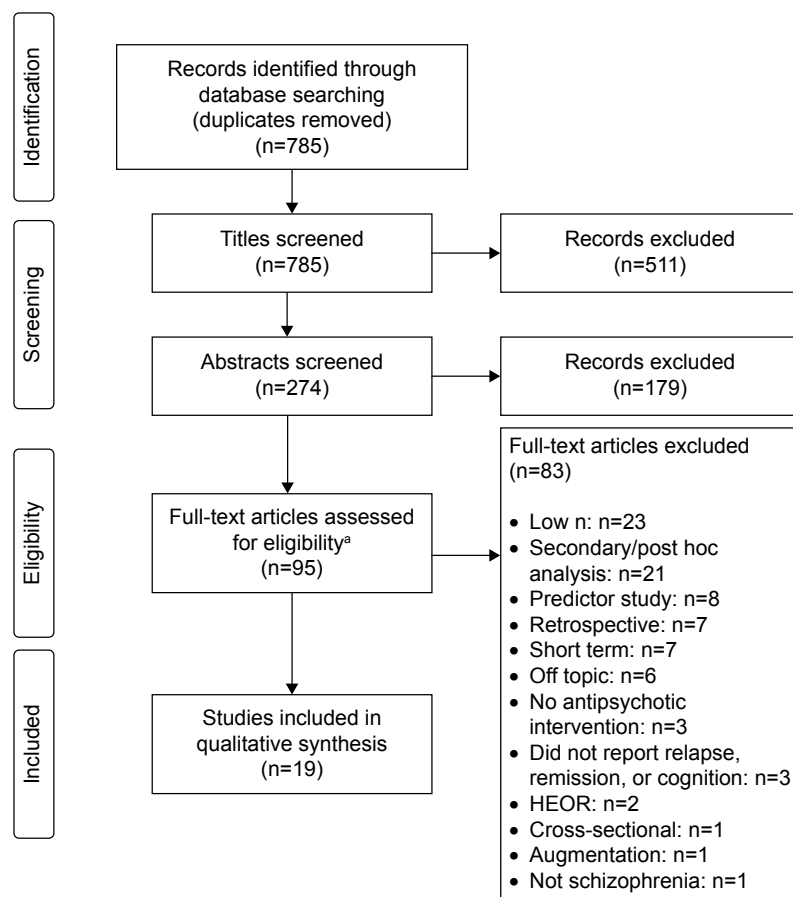 Identification
Records identified through
database searching
(duplicates removed)
(n=785)
Screening
Titles screened
(n=785)
Records excluded
(n=511)
Abstracts screened
(n=274)
Records excluded
(n=179)
Eligibility
Full-text articles assessed
for eligibilityᵃ
(n=95)
Full-text articles excluded
(n=83)
• Low n: n=23
• Secondary/post hoc
analysis: n=21
• Predictor study: n=8
• Retrospective: n=7
• Short term: n=7
• Off topic: n=6
• No antipsychotic
intervention: n=3
• Did not report relapse,
remission, or cognition: n=3
• HEOR: n=2
• Cross-sectional: n=1
• Augmentation: n=1
• Not schizophrenia: n=1
Included
Studies included in
qualitative synthesis
(n=19)